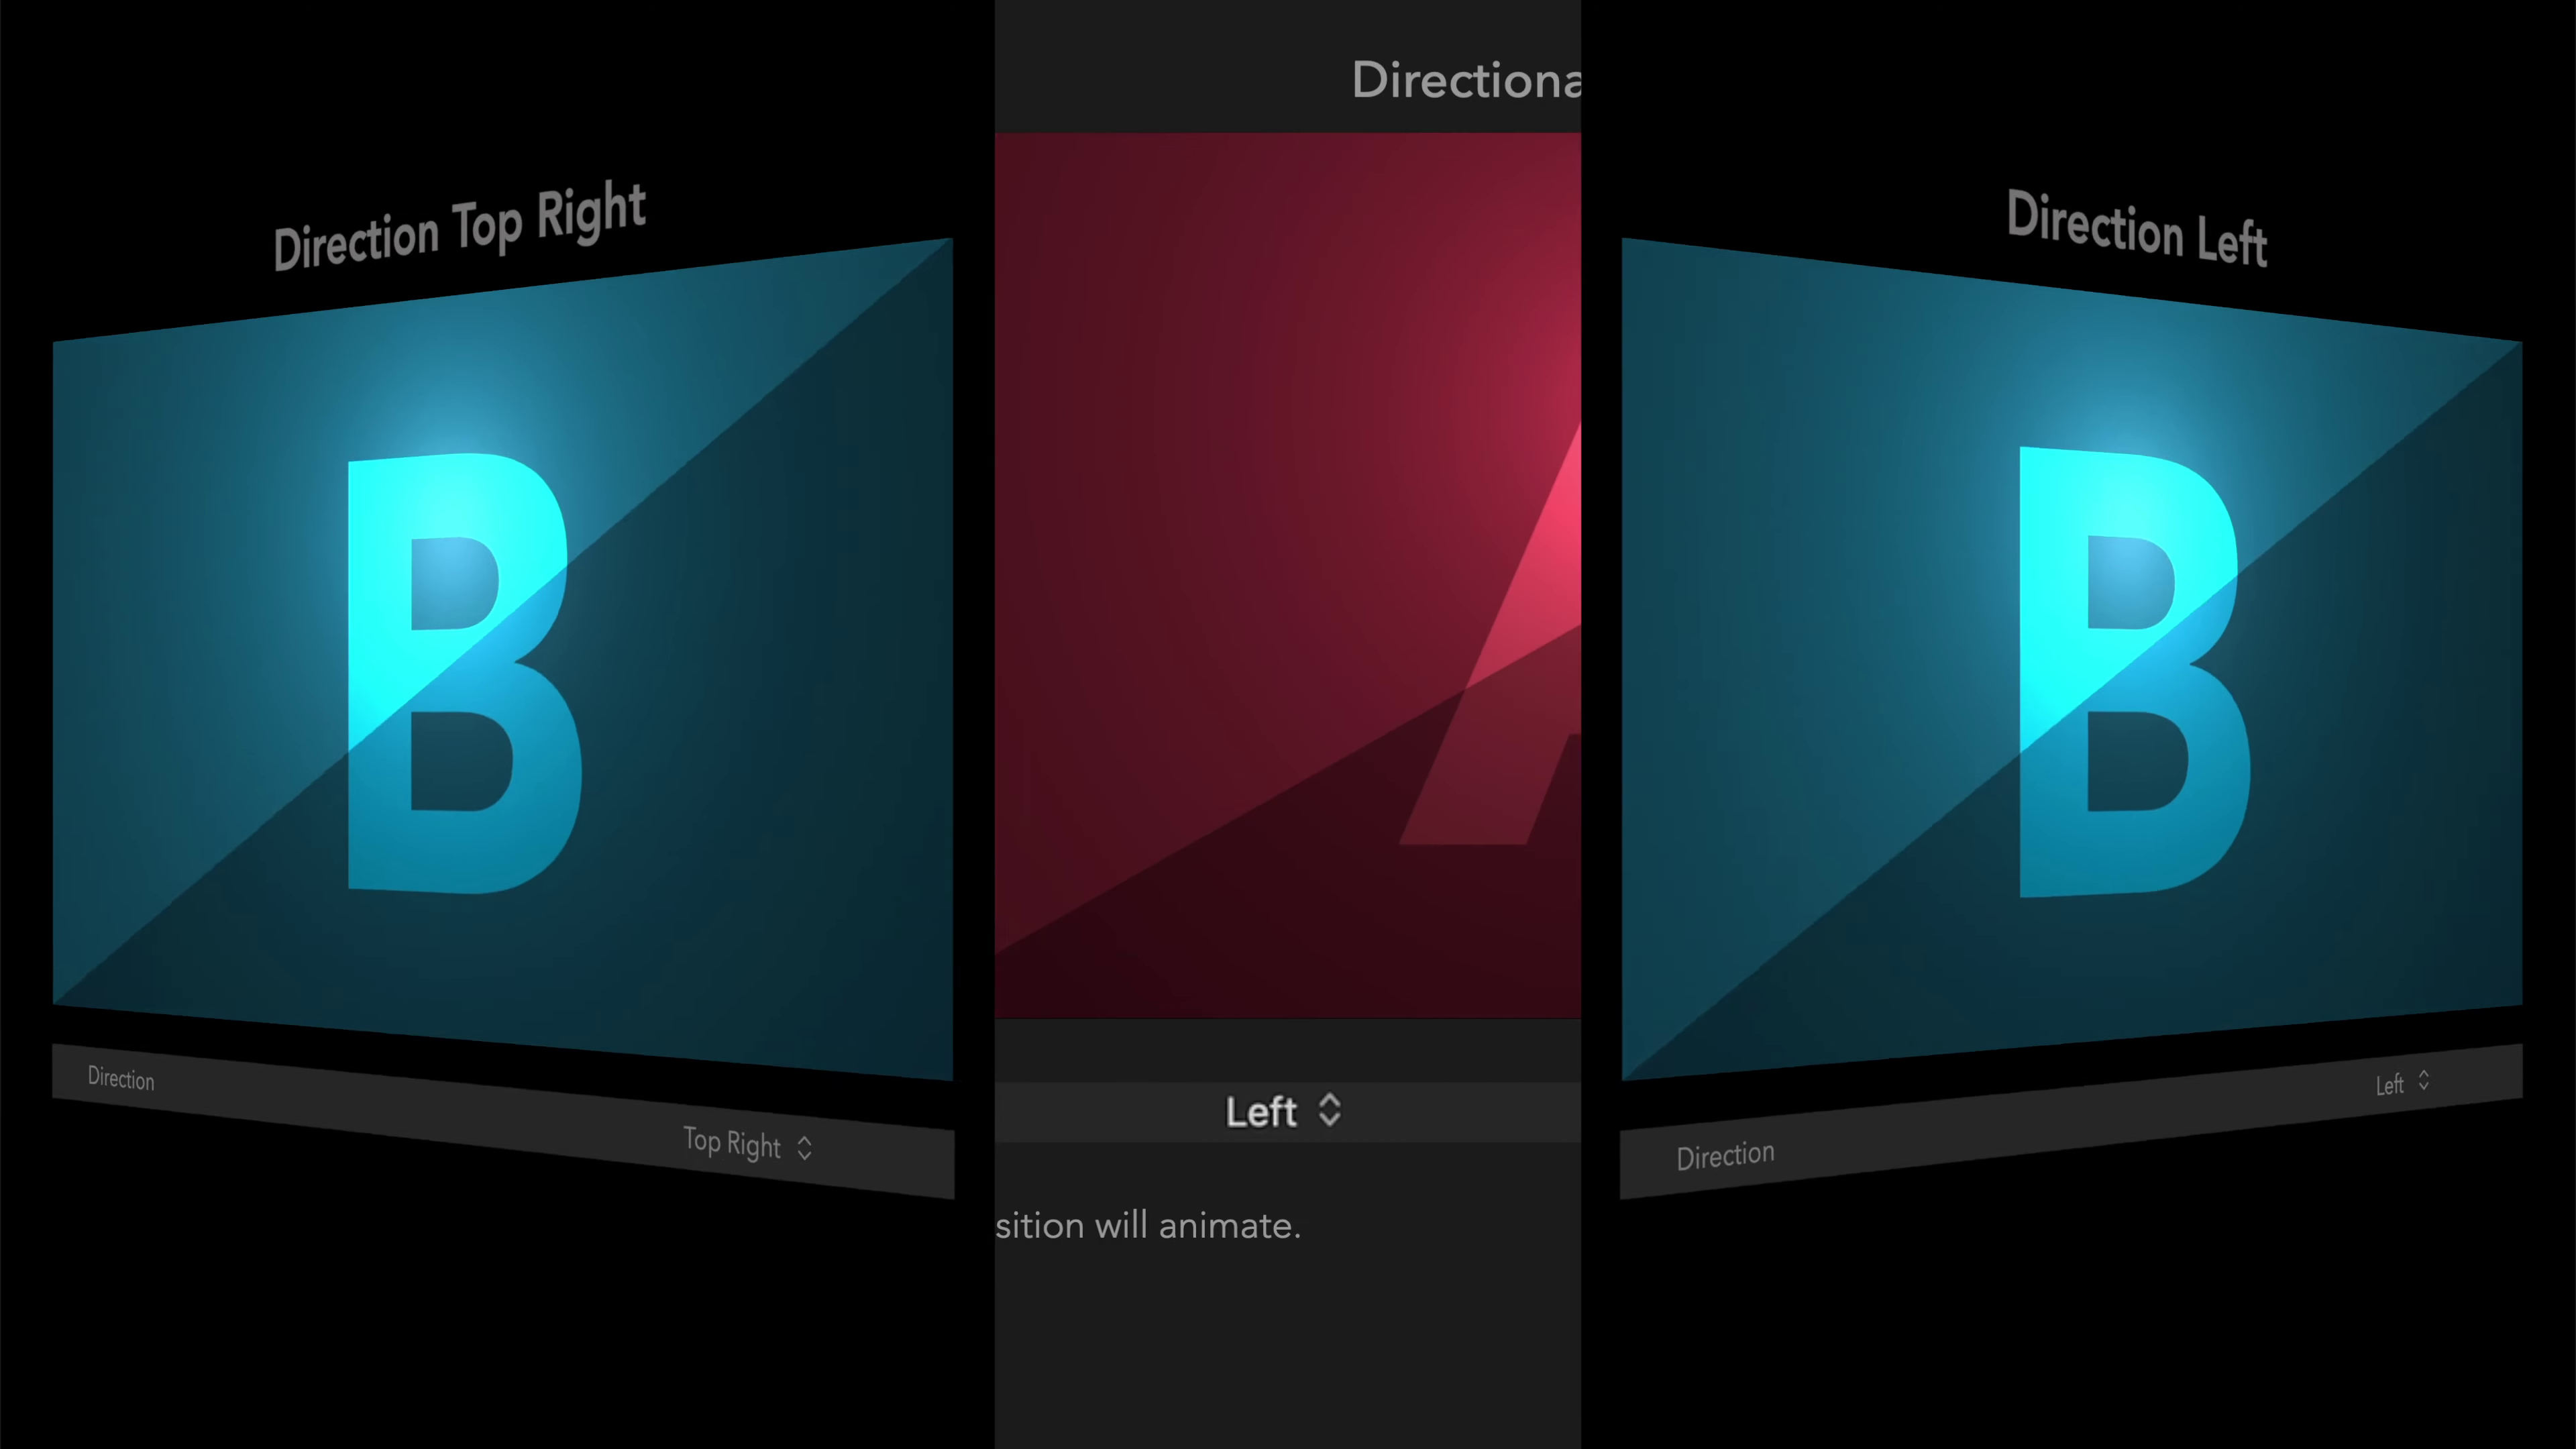 Direction Top Right
B
Direction
Top Right
Directiona
A
Left
sition will animate.
Direction Left
B
Left
Direction